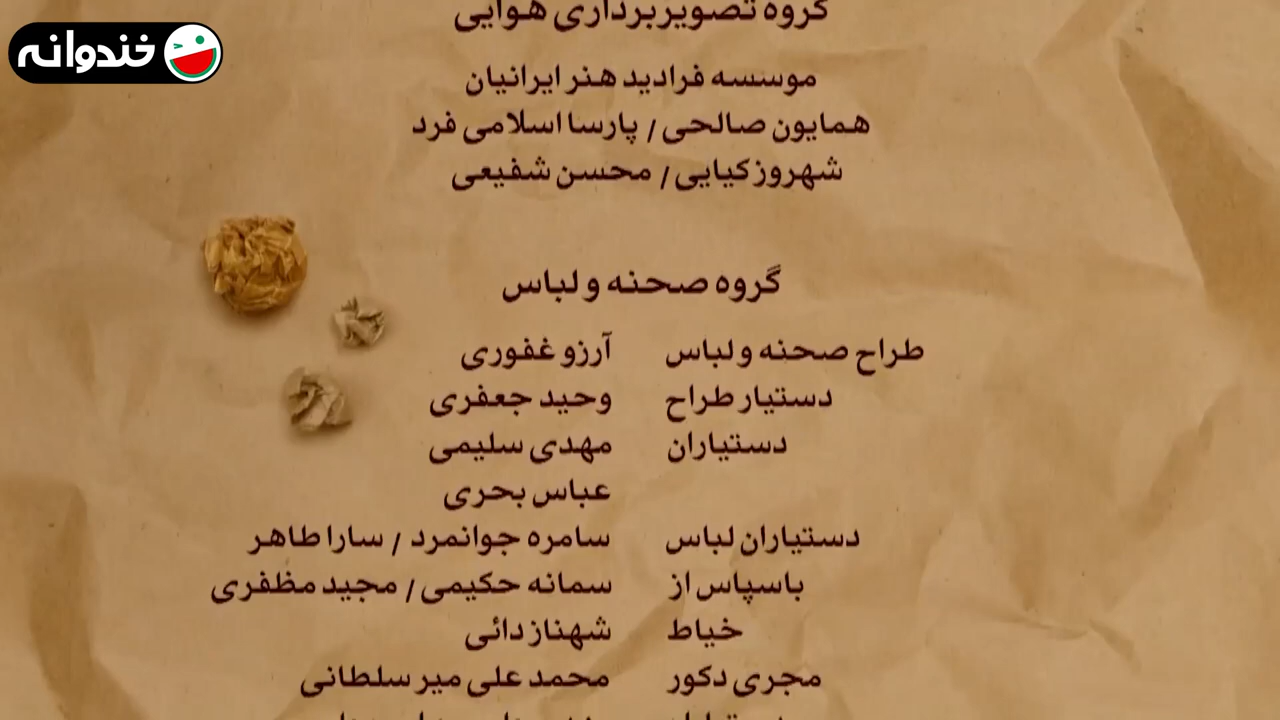 خندوانه
گروه تصویربرداری هوایی
موسسه فرادید هنر ایرانیان
همایون صالحی / پارسا اسلامی فرد
شهروز کیایی / محسن شفیعی
گروه صحنه و لباس
طراح صحنه و لباس آرزو غفوری
دستیار طراح وحید جعفری
دستیاران مهدی سلیمی
عباس بحری
دستیاران لباس سامره جوانمرد / سارا طاهر
باسپاس از سمانه حکیمی / مجید مظفری
خیاط شهناز دائی
مجری دکور محمد علی میر سلطانی